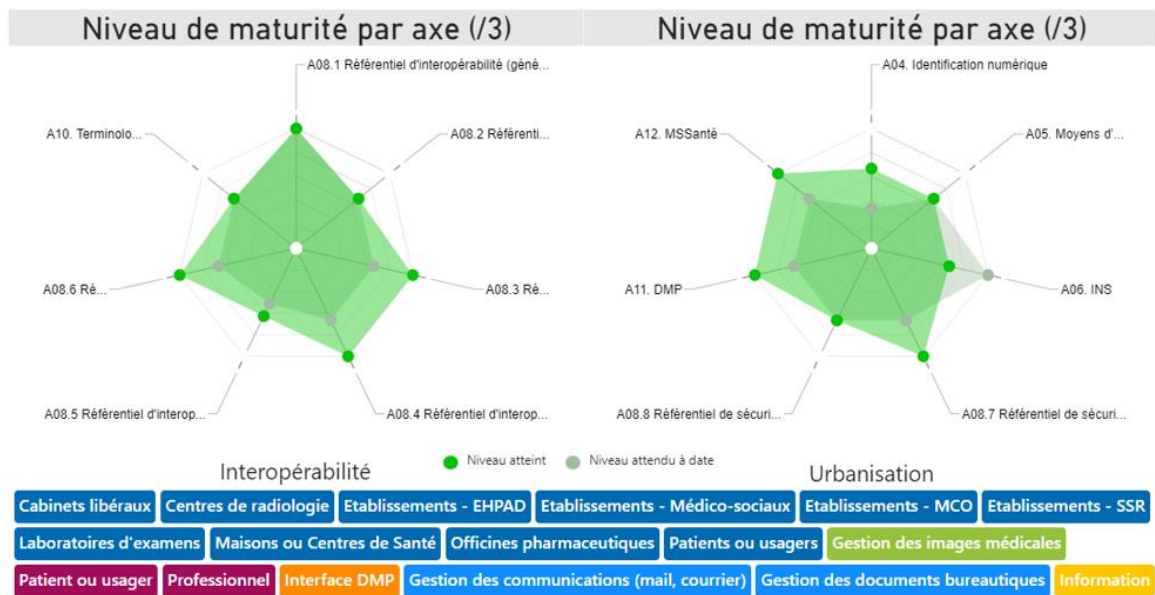 Niveau de maturité par axe (/3)
A08.1 Référentiel d'interopérabilité (géné...
A10. Terminolo...
A08.2 Référenti...
A08.6 Ré...
A08.3 Ré...
A08.5 Référentiel d'interop...
A08.4 Référentiel d'interop...
Niveau de maturité par axe (/3)
A04. Identification numérique
A12. MSSanté
A05. Moyens d'...
A11. DMP
A06. INS
A08.8 Référentiel de sécuri...
A08.7 Référentiel de sécuri...
Interopérabilité
Niveau atteint
Niveau attendu à date
Urbanisation
Cabinets libéraux
Centres de radiologie
Etablissements - EHPAD
Etablissements - Médico-sociaux
Etablissements - MCO
Etablissements - SSR
Laboratoires d'examens
Maisons ou Centres de Santé
Officines pharmaceutiques
Patients ou usagers
Gestion des images médicales
Patient ou usager
Professionnel
Interface DMP
Gestion des communications (mail, courrier)
Gestion des documents bureautiques
Information